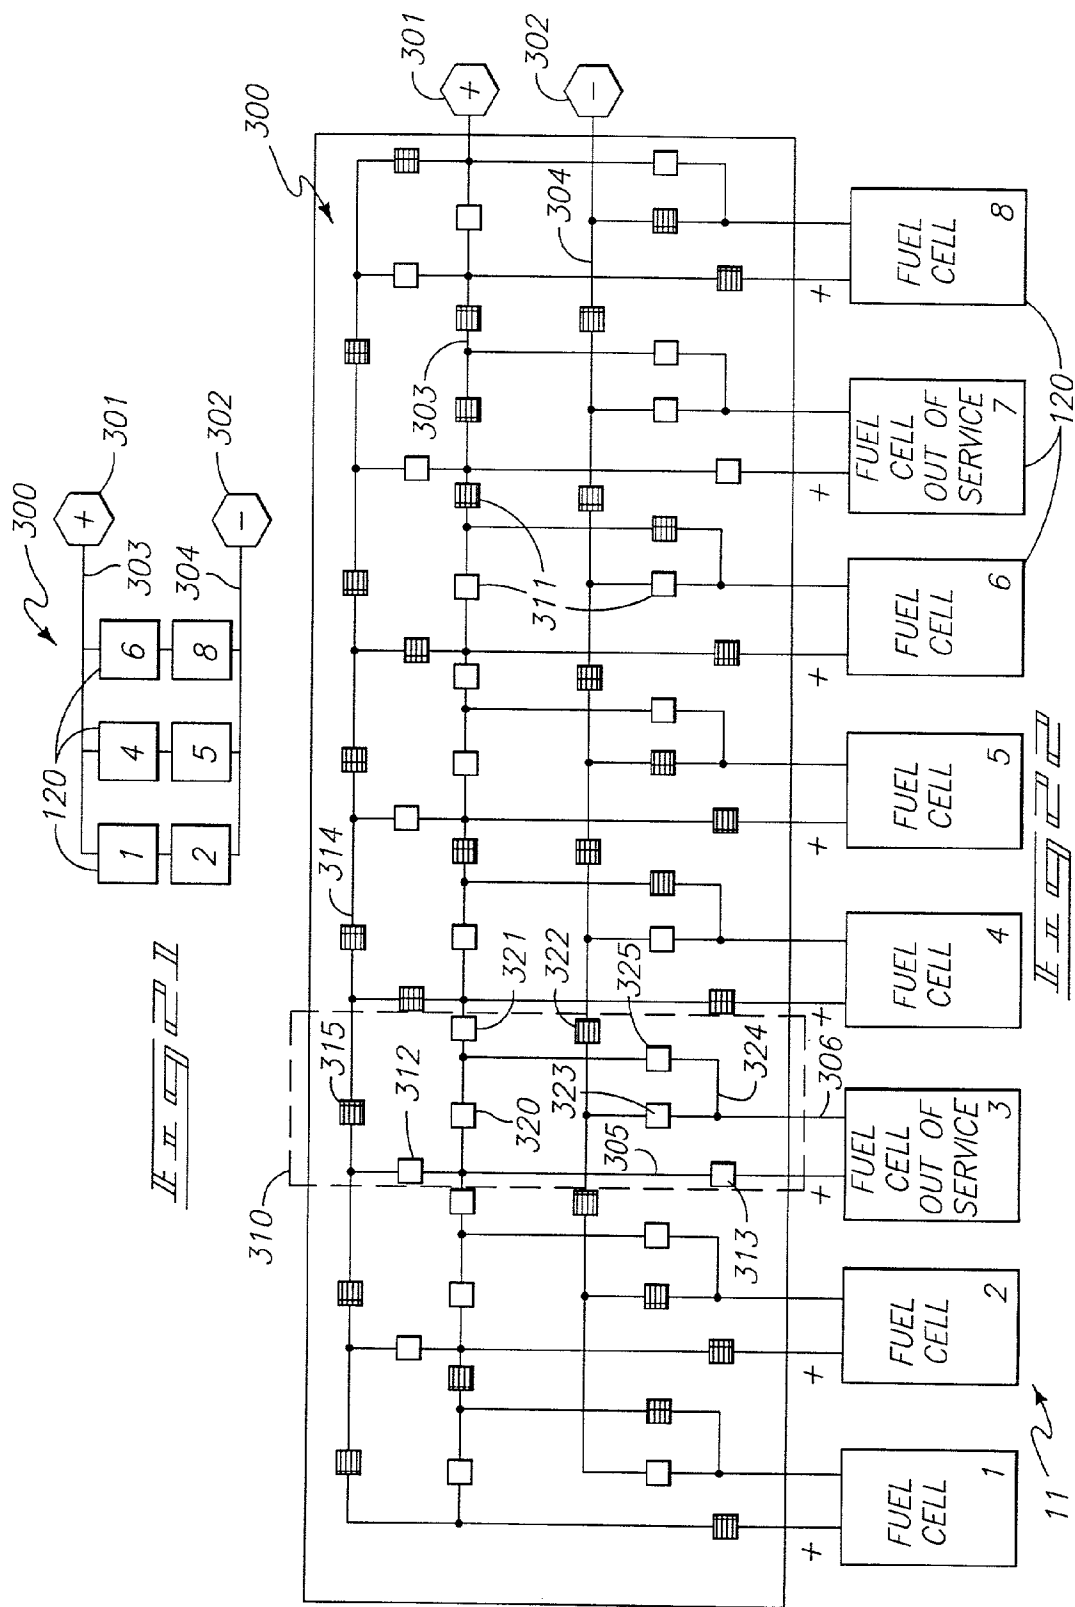 300
303
301
304
302
120
6
8
4
5
1
2
Fig 21
300
301
302
304
303
314
311
310
315
312
321
322
325
320
323
324
305
306
313
+
-
+
-
+
+
+
+
+
+
+
+
FUEL
CELL
1
FUEL
CELL
2
FUEL
CELL
OUT OF
SERVICE
3
FUEL
CELL
4
FUEL
CELL
5
FUEL
CELL
6
FUEL
CELL
OUT OF
SERVICE
7
FUEL
CELL
8
120
11
Fig 22